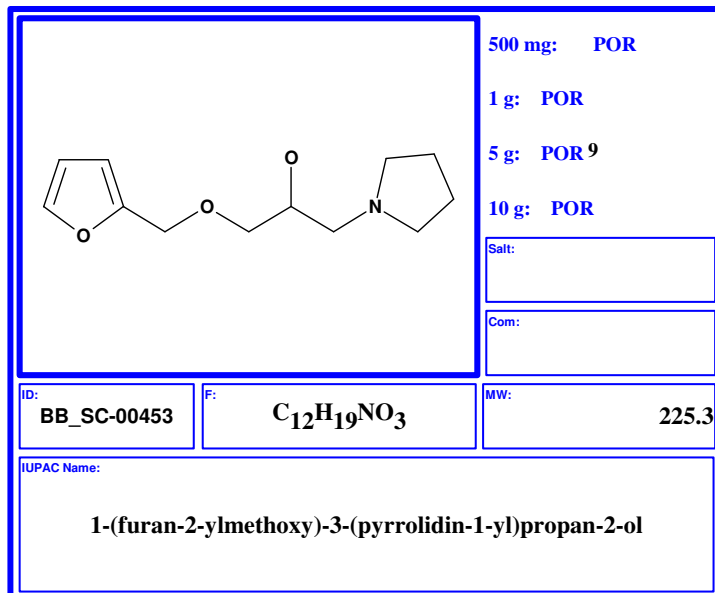 500 mg: POR
1 g: POR
5 g: POR 9
10 g: POR
O
O
N
O
Salt:
Com:
ID:
BB_SC-00453
F:
C12H19NO3
MW:
225.3
IUPAC Name:
1-(furan-2-ylmethoxy)-3-(pyrrolidin-1-yl)propan-2-ol